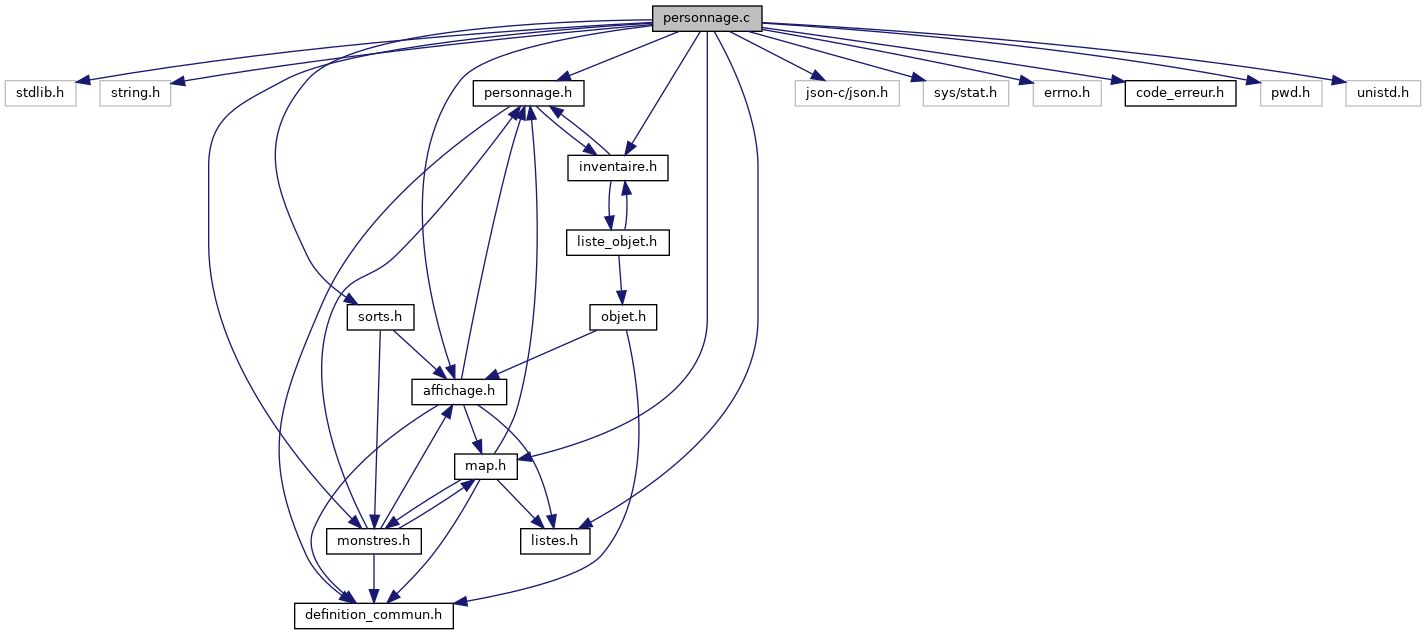 personnage.c
stdlib.h
string.h
personnage.h
json-c/json.h
sys/stat.h
errno.h
code_erreur.h
pwd.h
unistd.h
inventaire.h
liste_objet.h
sorts.h
objet.h
affichage.h
map.h
monstres.h
listes.h
definition_commun.h